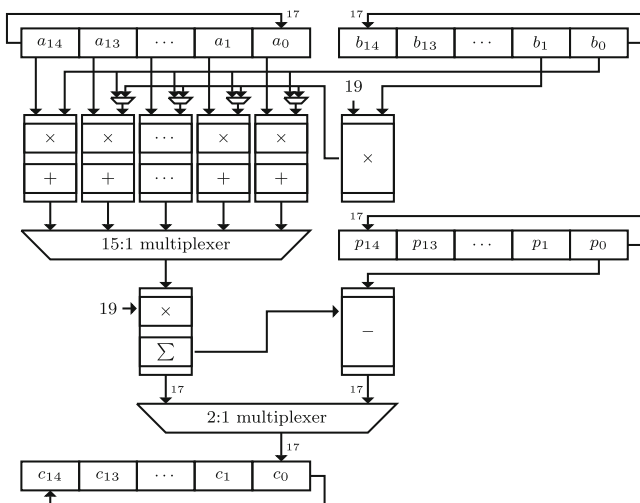 17 17
a14 a13 ⋯ a1 a0 b14 b13 ⋯ b1 b0
19
× × ⋯ × × ×
+ + ⋯ + +
17
15:1 multiplexer p14 p13 ⋯ p1 p0
19 × −
∑
17 17
2:1 multiplexer
17
c14 c13 ⋯ c1 c0